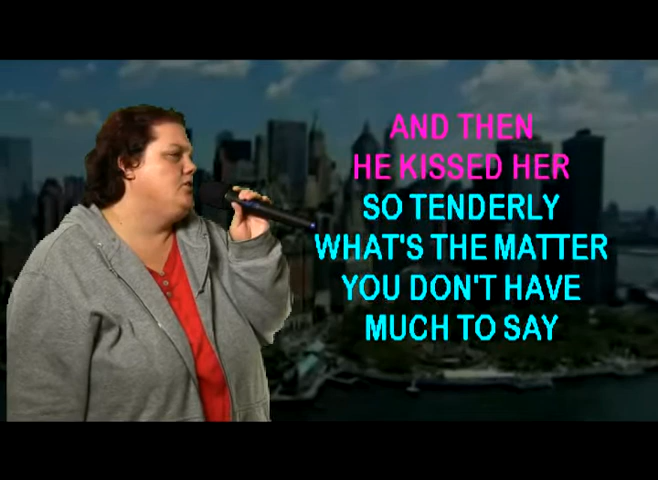 AND THEN
HE KISSED HER
SO TENDERLY
WHAT'S THE MATTER
YOU DON'T HAVE
MUCH TO SAY